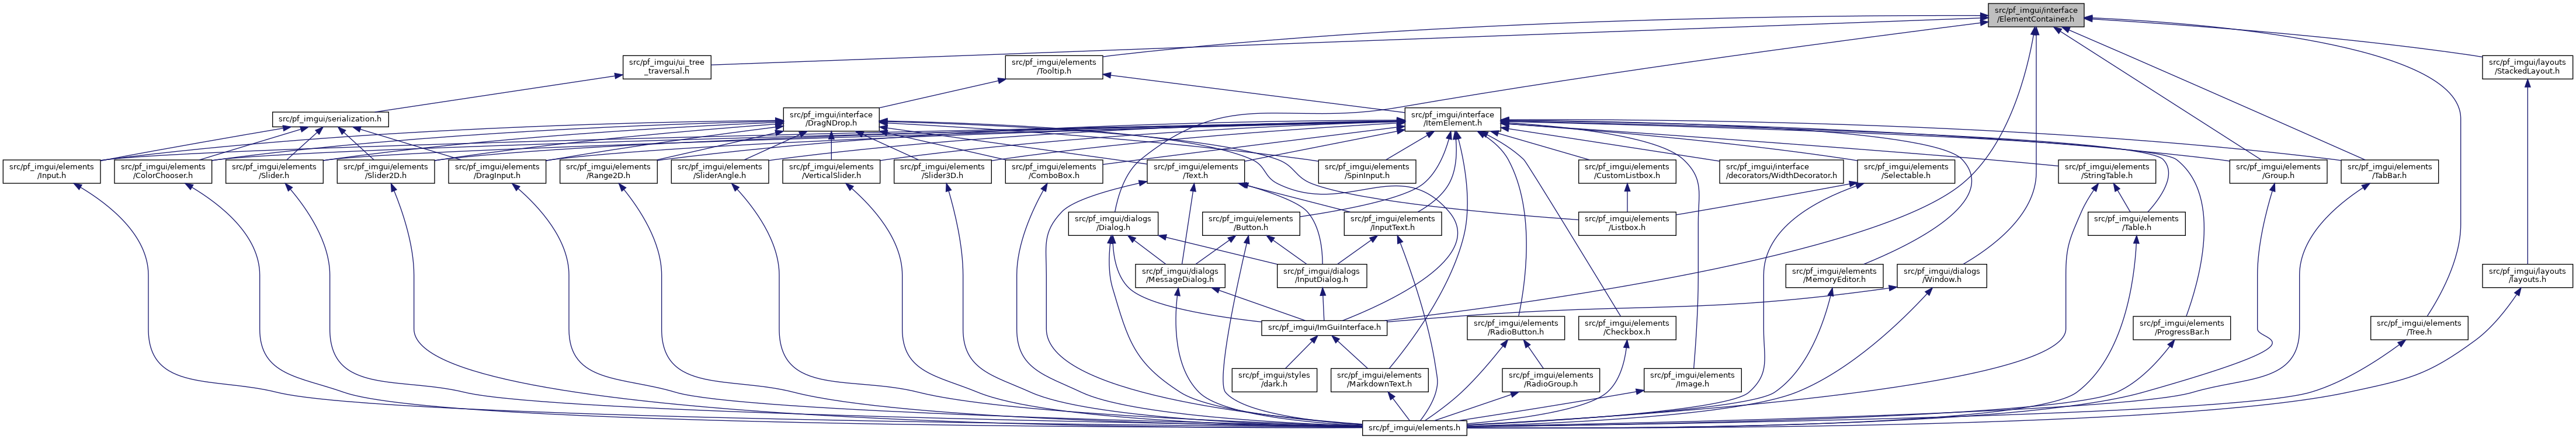 src/pf_imgui/interface
/ElementContainer.h
src/pf_imgui/ui_tree
_traversal.h
src/pf_imgui/elements
/Tooltip.h
src/pf_imgui/layouts
/StackedLayout.h
src/pf_imgui/serialization.h
src/pf_imgui/interface
/DragNDrop.h
src/pf_imgui/interface
/ItemElement.h
src/pf_imgui/elements
/Input.h
src/pf_imgui/elements
/ColorChooser.h
src/pf_imgui/elements
/Slider.h
src/pf_imgui/elements
/Slider2D.h
src/pf_imgui/elements
/DragInput.h
src/pf_imgui/elements
/Range2D.h
src/pf_imgui/elements
/SliderAngle.h
src/pf_imgui/elements
/VerticalSlider.h
src/pf_imgui/elements
/Slider3D.h
src/pf_imgui/elements
/ComboBox.h
src/pf_imgui/elements
/Text.h
src/pf_imgui/elements
/SpinInput.h
src/pf_imgui/elements
/CustomListbox.h
src/pf_imgui/interface
/decorators/WidthDecorator.h
src/pf_imgui/elements
/Selectable.h
src/pf_imgui/elements
/StringTable.h
src/pf_imgui/elements
/Group.h
src/pf_imgui/elements
/TabBar.h
src/pf_imgui/dialogs
/Dialog.h
src/pf_imgui/elements
/Button.h
src/pf_imgui/elements
/InputText.h
src/pf_imgui/elements
/Listbox.h
src/pf_imgui/elements
/Table.h
src/pf_imgui/dialogs
/MessageDialog.h
src/pf_imgui/dialogs
/InputDialog.h
src/pf_imgui/elements
/MemoryEditor.h
src/pf_imgui/dialogs
/Window.h
src/pf_imgui/layouts
/layouts.h
src/pf_imgui/ImGuiInterface.h
src/pf_imgui/elements
/RadioButton.h
src/pf_imgui/elements
/Checkbox.h
src/pf_imgui/elements
/ProgressBar.h
src/pf_imgui/elements
/Tree.h
src/pf_imgui/styles
/dark.h
src/pf_imgui/elements
/MarkdownText.h
src/pf_imgui/elements
/RadioGroup.h
src/pf_imgui/elements
/Image.h
src/pf_imgui/elements.h